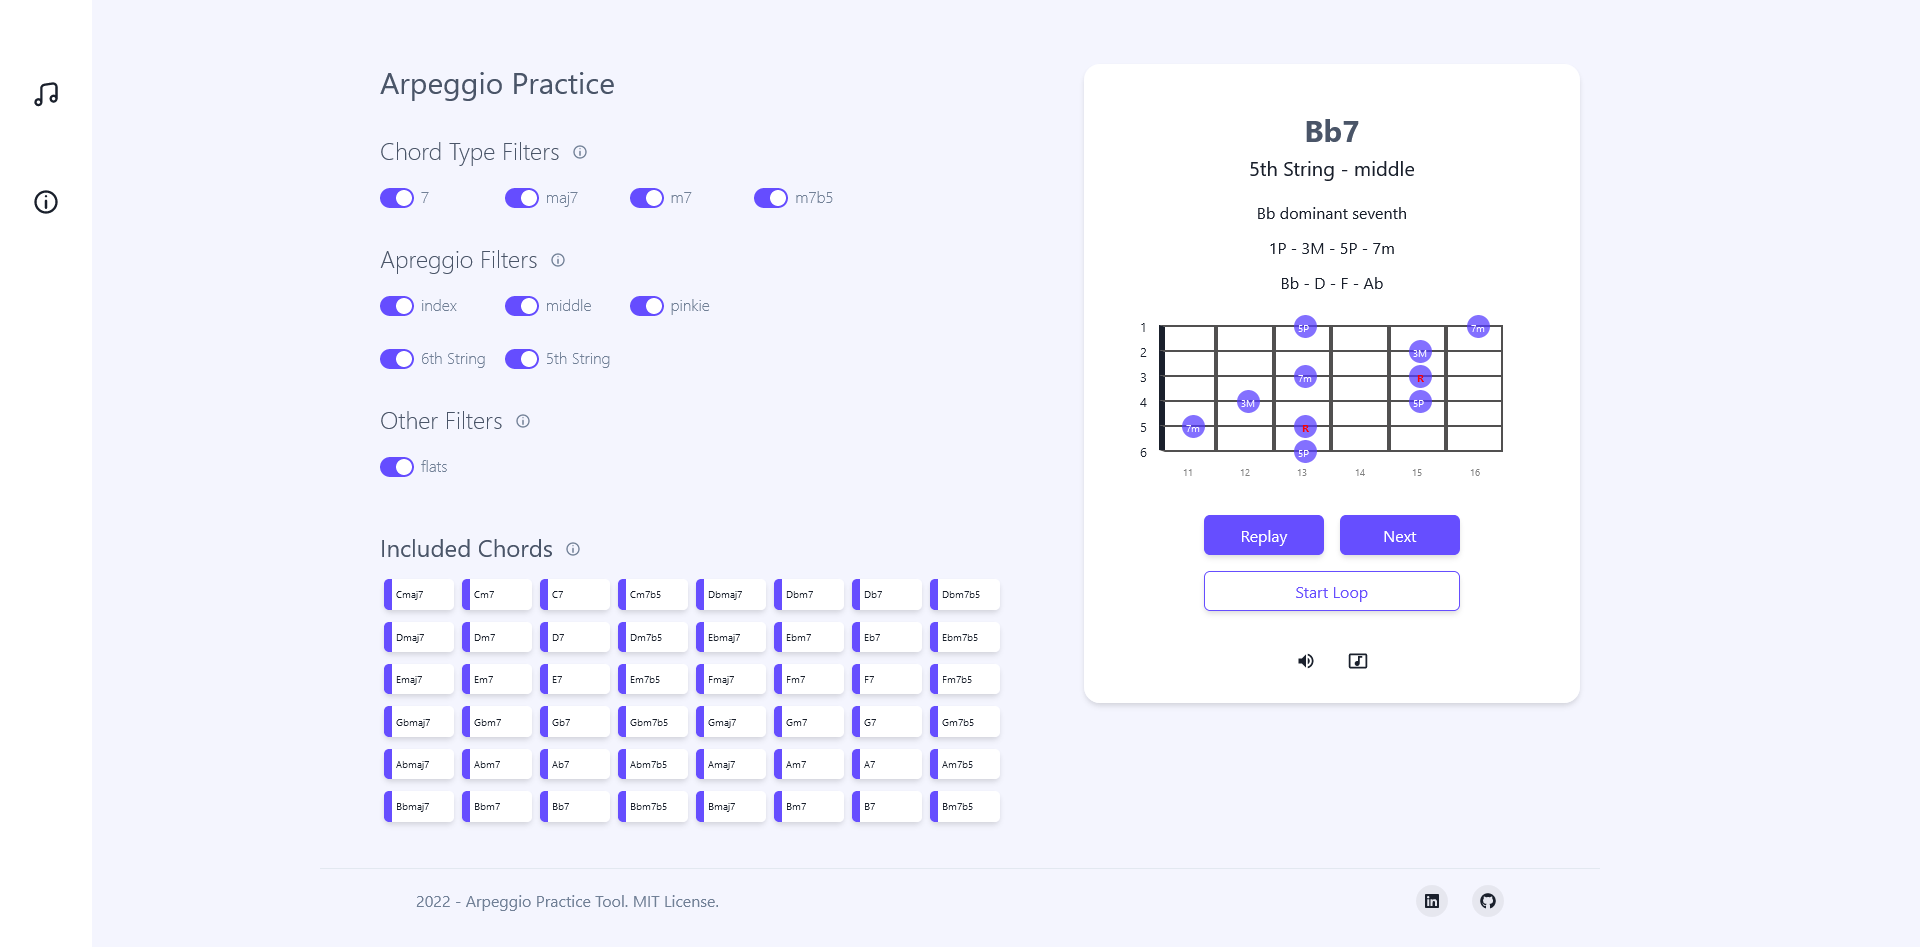 Arpeggio Practice
Chord Type Filters
7 maj7 m7 m7b5
Apreggio Filters
index middle pinkie
6th String 5th String
Other Filters
flats
Included Chords
Cmaj7 Cm7 C7 Cm7b5 Dbmaj7 Dbm7 Db7 Dbm7b5
Dmaj7 Dm7 D7 Dm7b5 Ebmaj7 Ebm7 Eb7 Ebm7b5
Emaj7 Em7 E7 Em7b5 Fmaj7 Fm7 F7 Fm7b5
Gbmaj7 Gbm7 Gb7 Gbm7b5 Gmaj7 Gm7 G7 Gm7b5
Abmaj7 Abm7 Ab7 Abm7b5 Amaj7 Am7 A7 Am7b5
Bbmaj7 Bbm7 Bb7 Bbm7b5 Bmaj7 Bm7 B7 Bm7b5
Bb7
5th String - middle
Bb dominant seventh
1P - 3M - 5P - 7m
Bb - D - F - Ab
1 5P 7m
2 3M
3 7m R
4 3M 5P
5 7m R
6 5P
11 12 13 14 15 16
Replay Next
Start Loop
2022 - Arpeggio Practice Tool. MIT License.